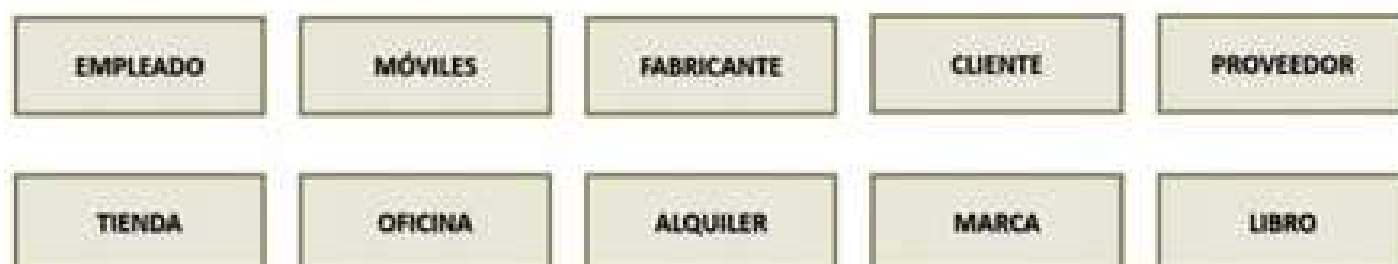 EMPLEADO MÓVILES FABRICANTE CLIENTE PROVEEDOR
TIENDA OFICINA ALQUILER MARCA LIBRO